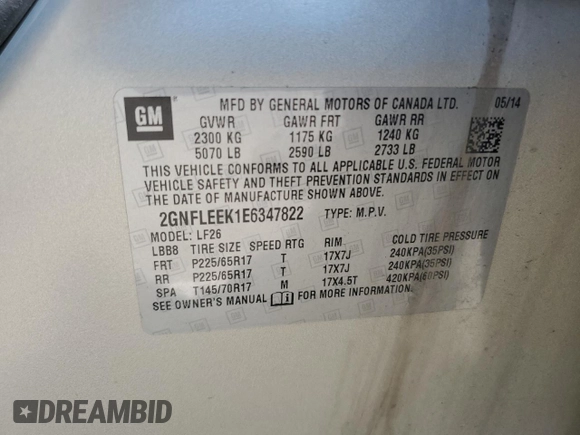 GM
MFD BY GENERAL MOTORS OF CANADA LTD. 05/14
GVWR GAWR FRT GAWR RR
2300 KG 1175 KG 1240 KG
5070 LB 2590 LB 2733 LB
THIS VEHICLE CONFORMS TO ALL APPLICABLE U.S. FEDERAL MOTOR
VEHICLE SAFETY AND THEFT PREVENTION STANDARDS IN EFFECT ON
THE DATE OF MANUFACTURE SHOWN ABOVE.
2GNFLEEK1E6347822 TYPE: M.P.V.
MODEL: LF26
LBB8 TIRE SIZE SPEED RTG RIM COLD TIRE PRESSURE
FRT P225/65R17 T 17X7J 240KPA(35PSI)
RR P225/65R17 T 17X7J 240KPA(35PSI)
SPA T145/70R17 M 17X4.5T 420KPA(60PSI)
SEE OWNER'S MANUAL i FOR MORE INFORMATION.
DREAMBID